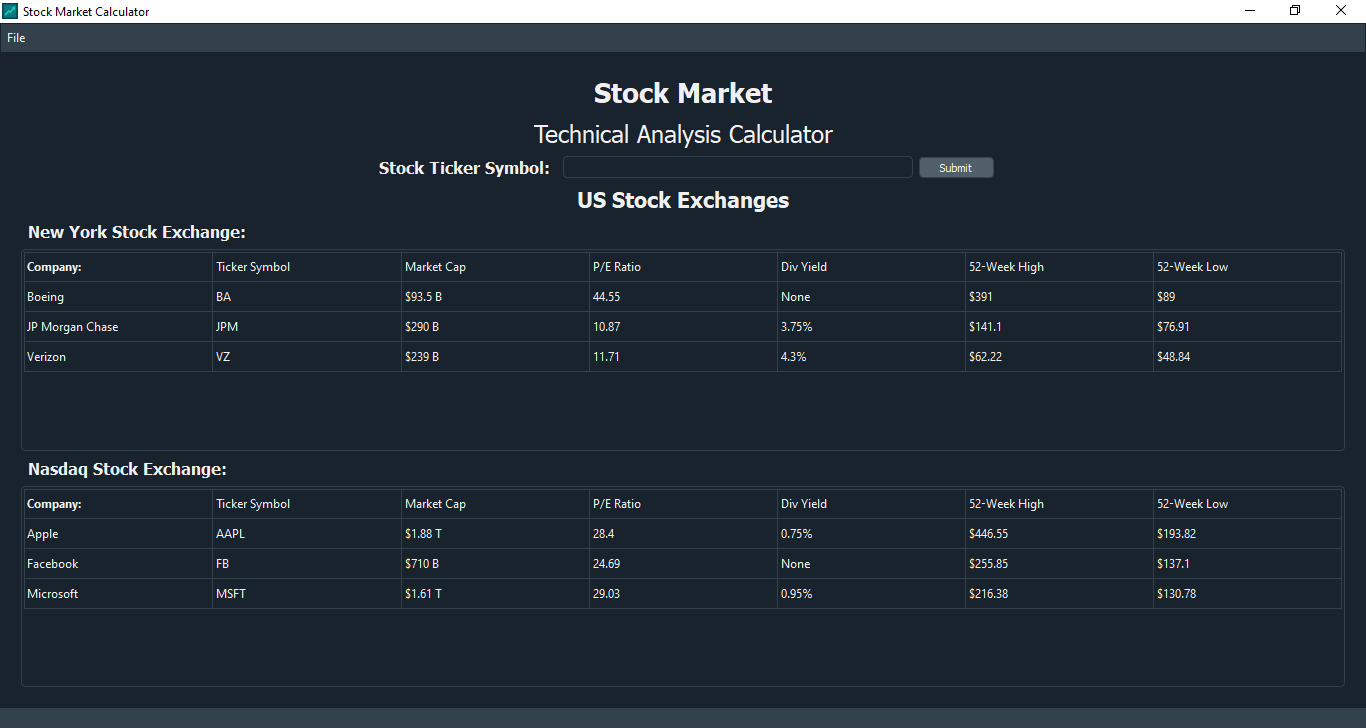 Stock Market Calculator
File
Stock Market
Technical Analysis Calculator
Stock Ticker Symbol: Submit
US Stock Exchanges
New York Stock Exchange:
Company: Ticker Symbol Market Cap P/E Ratio Div Yield 52-Week High 52-Week Low
Boeing BA $93.5 B 44.55 None $391 $89
JP Morgan Chase JPM $290 B 10.87 3.75% $141.1 $76.91
Verizon VZ $239 B 11.71 4.3% $62.22 $48.84
Nasdaq Stock Exchange:
Company: Ticker Symbol Market Cap P/E Ratio Div Yield 52-Week High 52-Week Low
Apple AAPL $1.88 T 28.4 0.75% $446.55 $193.82
Facebook FB $710 B 24.69 None $255.85 $137.1
Microsoft MSFT $1.61 T 29.03 0.95% $216.38 $130.78